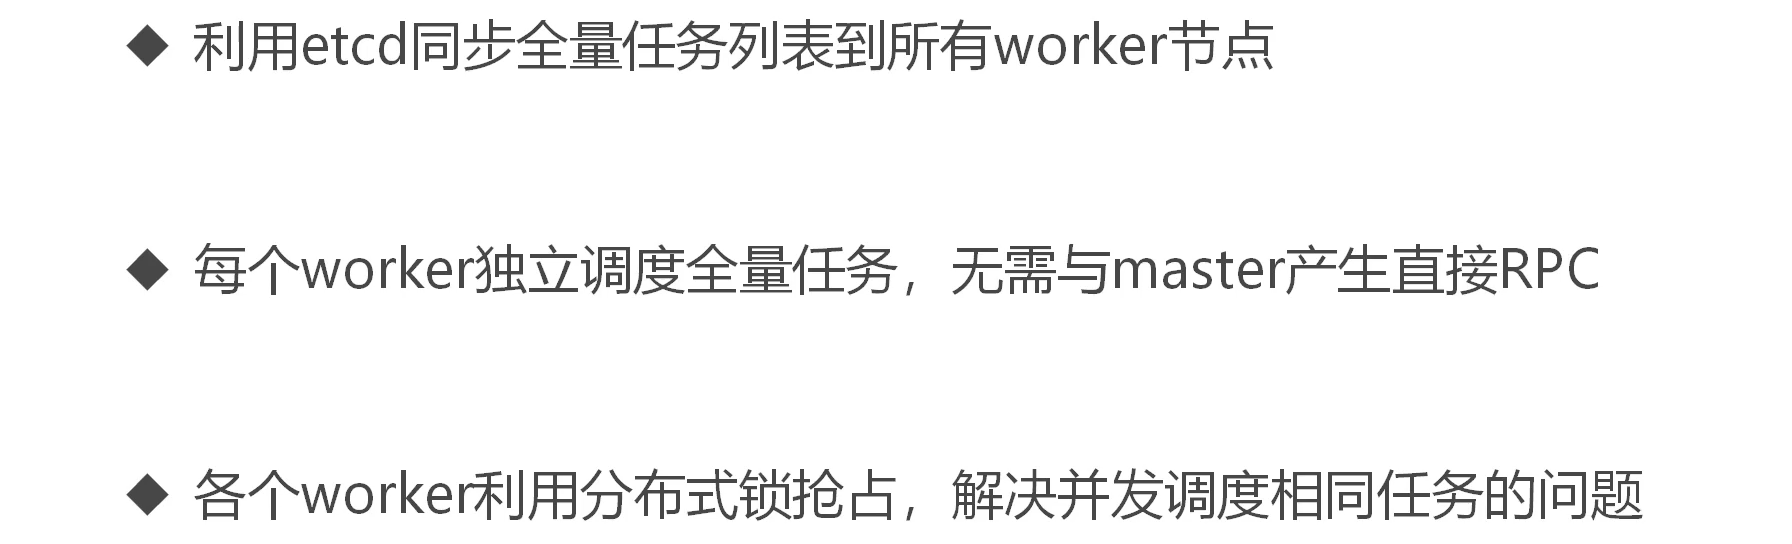 ◆ 利用etcd同步全量任务列表到所有worker节点
◆ 每个worker独立调度全量任务，无需与master产生直接RPC
◆ 各个worker利用分布式锁抢占，解决并发调度相同任务的问题